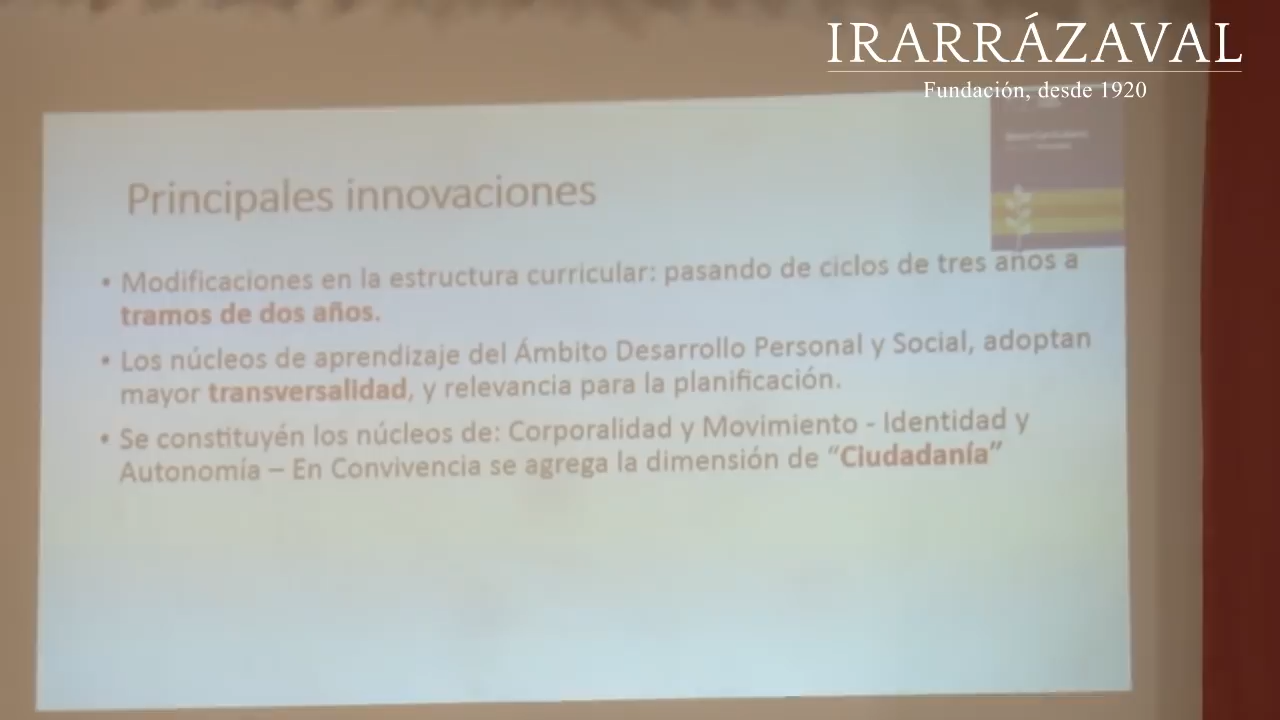 IRARRÁZAVAL
Fundación, desde 1920
Principales innovaciones
• Modificaciones en la estructura curricular: pasando de ciclos de tres años a
tramos de dos años.
• Los núcleos de aprendizaje del Ámbito Desarrollo Personal y Social, adoptan
mayor transversalidad, y relevancia para la planificación.
• Se constituyén los núcleos de: Corporalidad y Movimiento - Identidad y
Autonomía – En Convivencia se agrega la dimensión de “Ciudadanía”